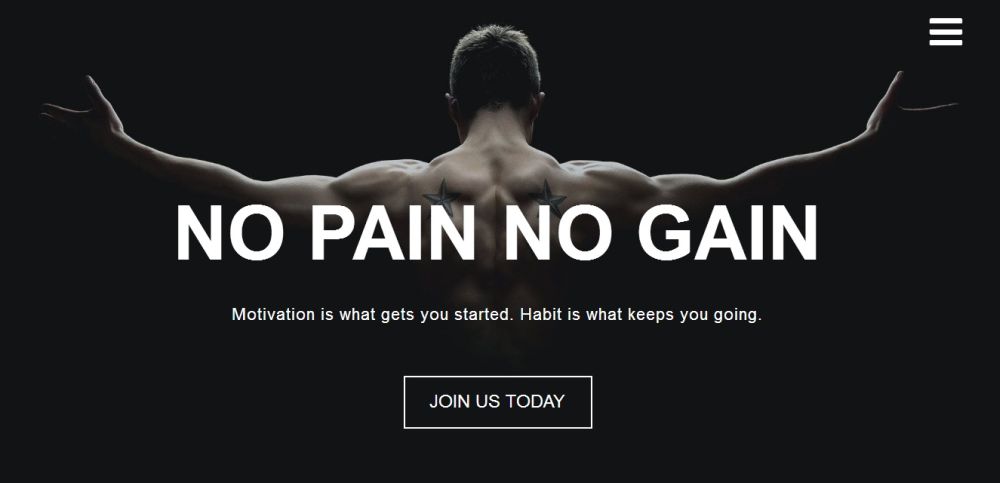 NO PAIN NO GAIN
Motivation is what gets you started. Habit is what keeps you going.
JOIN US TODAY